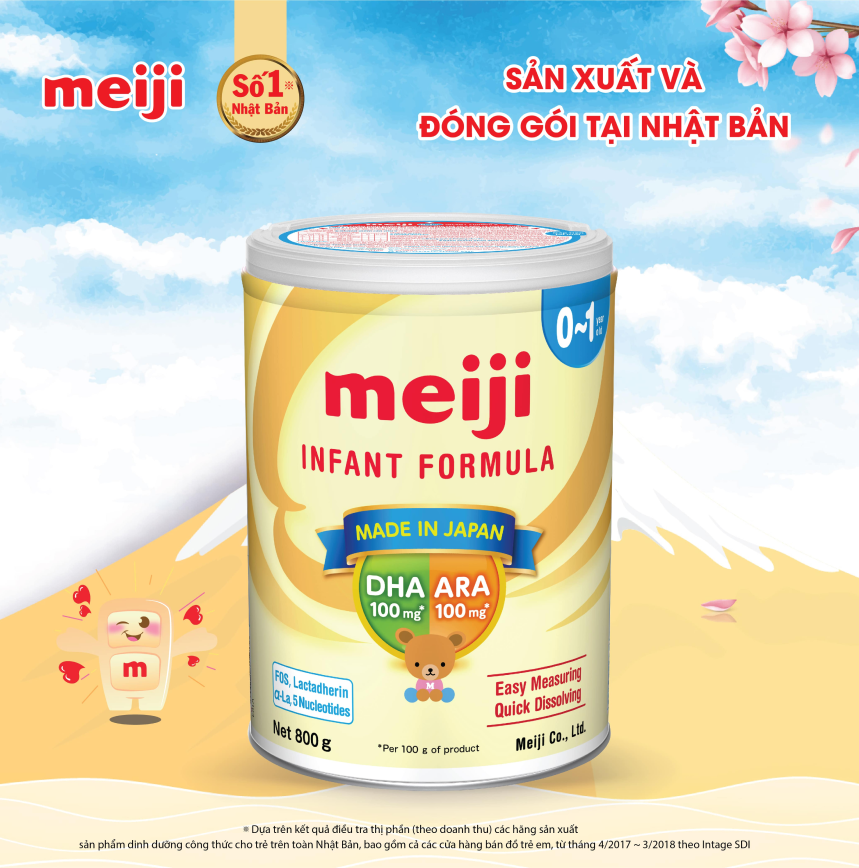 meiji
Số 1※
Nhật Bản
SẢN XUẤT VÀ
ĐÓNG GÓI TẠI NHẬT BẢN
0~1 year old
meiji
INFANT FORMULA
MADE IN JAPAN
DHA ARA
100 mg* 100 mg*
m
M
FOS, Lactadherin
α-La, 5 Nucleotides
Easy Measuring
Quick Dissolving
Net 800 g
*Per 100 g of product
Meiji Co., Ltd.
※ Dựa trên kết quả điều tra thị phần (theo doanh thu) các hãng sản xuất
sản phẩm dinh dưỡng công thức cho trẻ trên toàn Nhật Bản, bao gồm cả các cửa hàng bán đồ trẻ em, từ tháng 4/2017 ~ 3/2018 theo Intage SDI